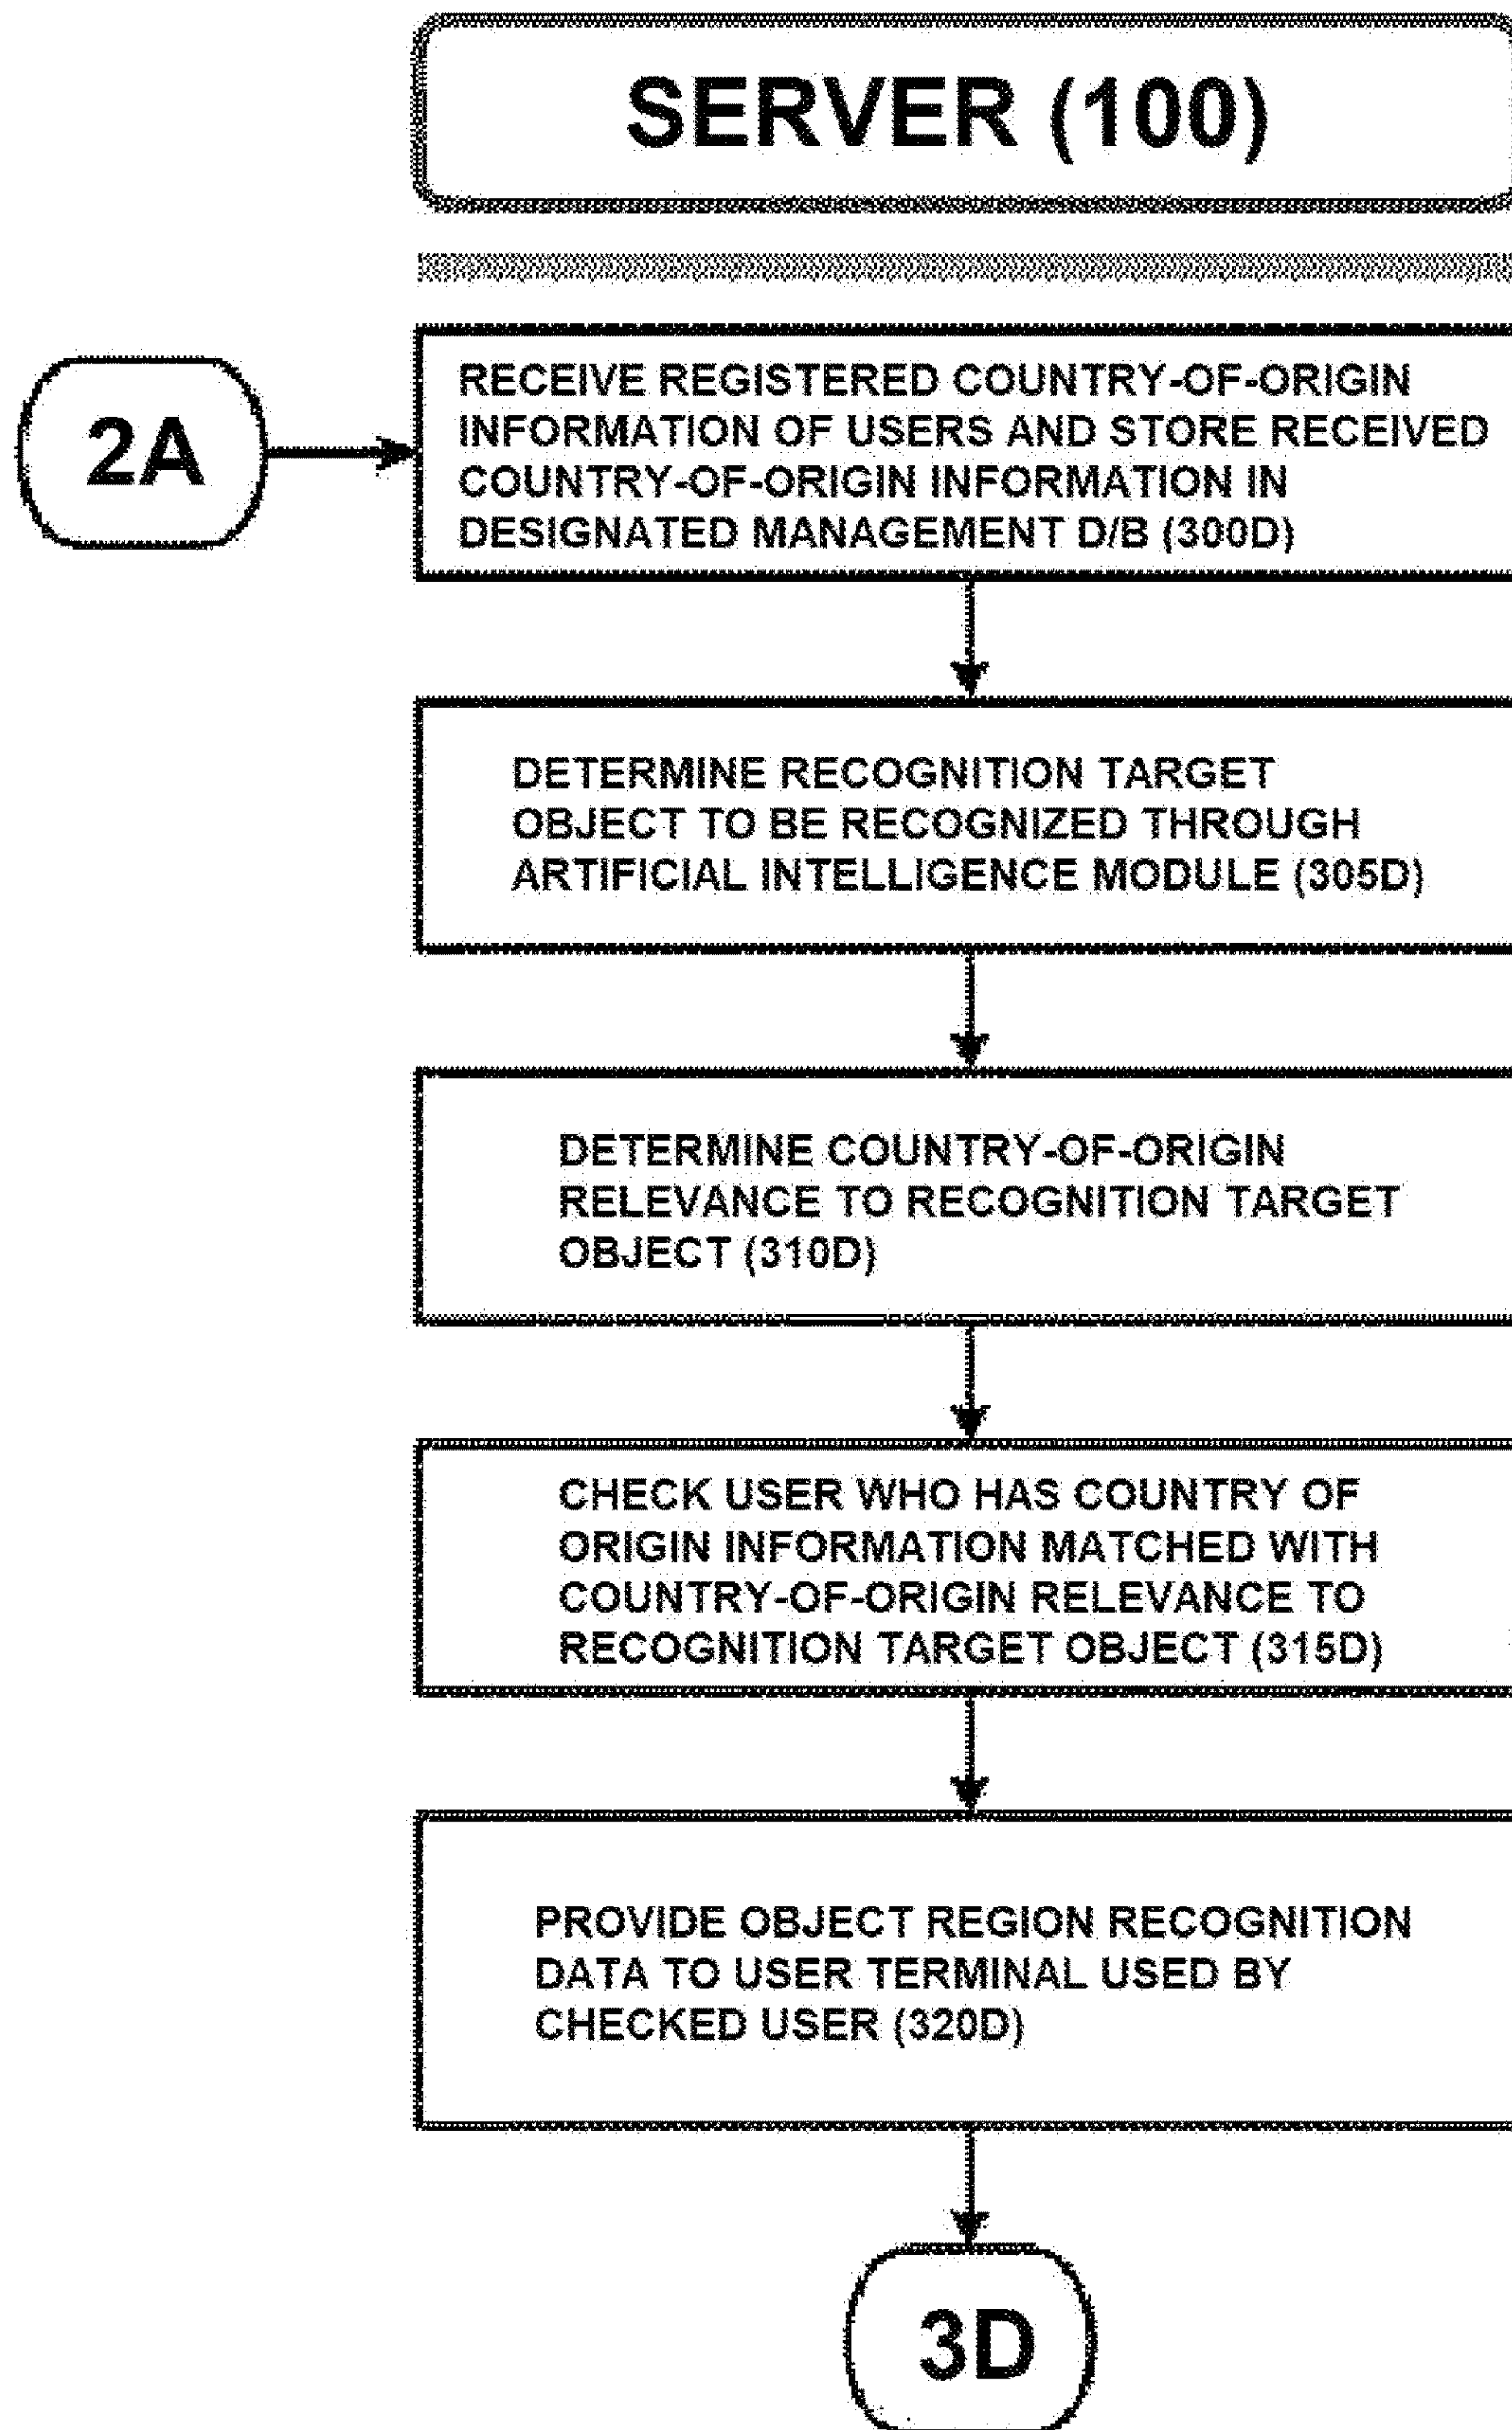 SERVER (100)
2A
RECEIVE REGISTERED COUNTRY-OF-ORIGIN
INFORMATION OF USERS AND STORE RECEIVED
COUNTRY-OF-ORIGIN INFORMATION IN
DESIGNATED MANAGEMENT D/B (300D)
DETERMINE RECOGNITION TARGET
OBJECT TO BE RECOGNIZED THROUGH
ARTIFICIAL INTELLIGENCE MODULE (305D)
DETERMINE COUNTRY-OF-ORIGIN
RELEVANCE TO RECOGNITION TARGET
OBJECT (310D)
CHECK USER WHO HAS COUNTRY OF
ORIGIN INFORMATION MATCHED WITH
COUNTRY-OF-ORIGIN RELEVANCE TO
RECOGNITION TARGET OBJECT (315D)
PROVIDE OBJECT REGION RECOGNITION
DATA TO USER TERMINAL USED BY
CHECKED USER (320D)
3D